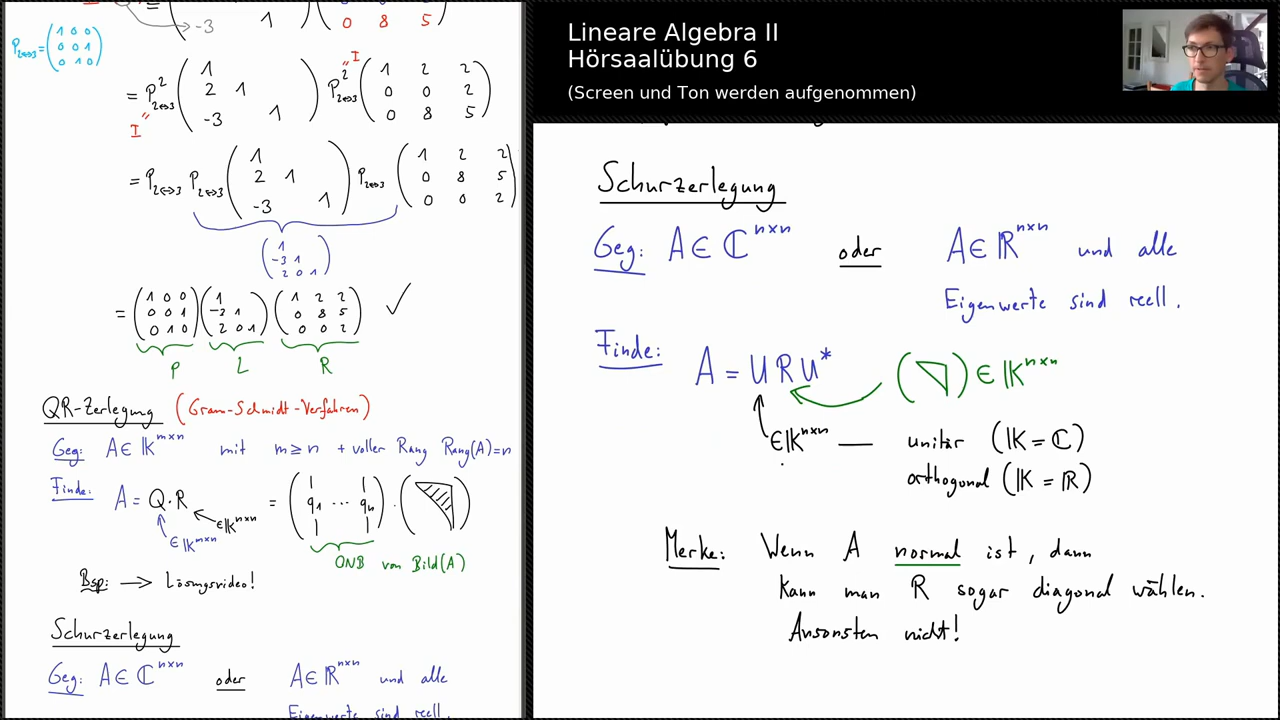 = -3 1 0 8 5
P2↔3 = (1 0 0
0 0 1
0 1 0)
= P²2↔3 (1
2 1
-3 1) P²2↔3 (1 2 2
0 0 2
0 8 5)
"I
I"
= P2↔3 P2↔3 (1
2 1
-3 1) P2↔3 (1 2 2
0 8 5
0 0 2)
(1
-3 1
2 0 1)
= (1 0 0
0 0 1
0 1 0) (1
-3 1
2 0 1) (1 2 2
0 8 5
0 0 2) ✓
P L R
QR-Zerlegung (Gram-Schmidt-Verfahren)
Geg: A∈𝕂^{m×n} mit m≥n + voller Rang Rang(A)=n
Finde: A = Q·R = (q1 ... qn) · ( )
∈𝕂^{m×n} ∈𝕂^{n×n}
ONB von Bild(A)
Bsp: → Lösungsvideo!
Schurzerlegung
Geg: A∈ℂ^{n×n} oder A∈ℝ^{n×n} und alle
Eigenwerte sind reell.
Lineare Algebra II
Hörsaalübung 6
(Screen und Ton werden aufgenommen)
Schurzerlegung
Geg: A∈ℂ^{n×n} oder A∈ℝ^{n×n} und alle
Eigenwerte sind reell.
Finde: A = U R U* ( ) ∈ 𝕂^{n×n}
∈𝕂^{n×n} — unitär (𝕂 = ℂ)
orthogonal (𝕂 = ℝ)
Merke: Wenn A normal ist, dann
kann man R sogar diagonal wählen.
Ansonsten nicht!